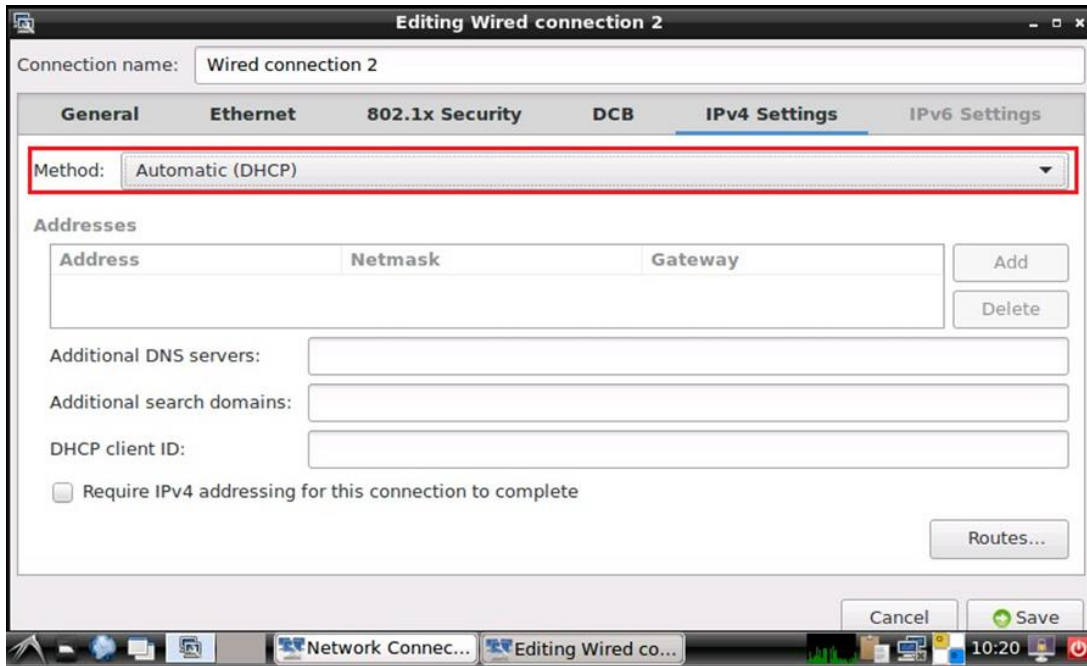 Editing Wired connection 2
Connection name: Wired connection 2
General Ethernet 802.1x Security DCB IPv4 Settings IPv6 Settings
Method: Automatic (DHCP)
Addresses
Address Netmask Gateway Add
Delete
Additional DNS servers:
Additional search domains:
DHCP client ID:
Require IPv4 addressing for this connection to complete
Routes...
Cancel Save
Network Connec... Editing Wired co... 10:20